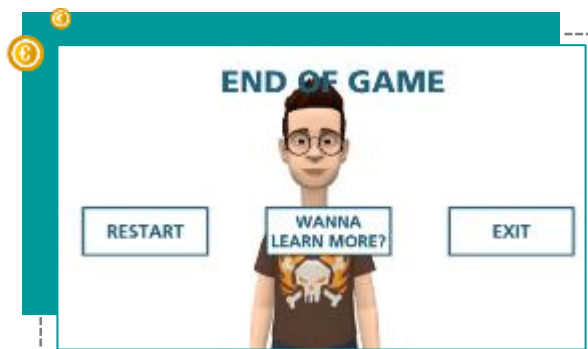 END OF GAME
RESTART
WANNA
LEARN MORE?
EXIT